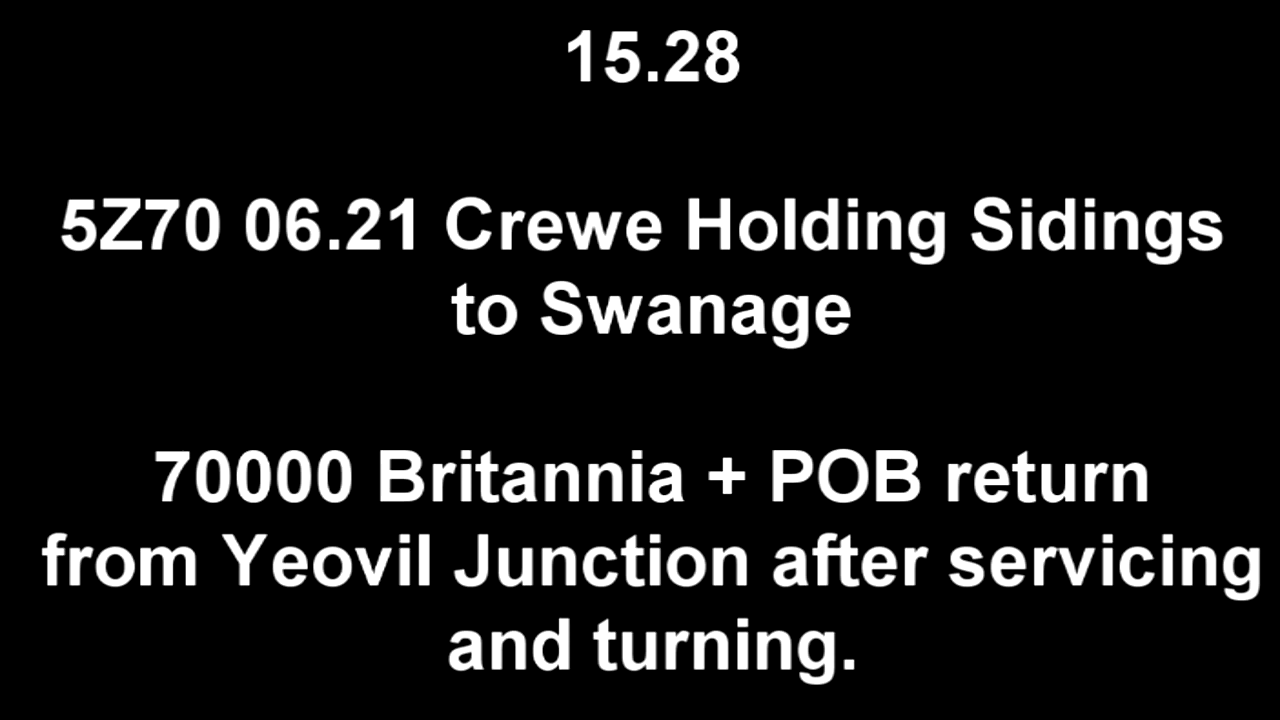 15.28
5Z70 06.21 Crewe Holding Sidings
to Swanage
70000 Britannia + POB return
from Yeovil Junction after servicing
and turning.